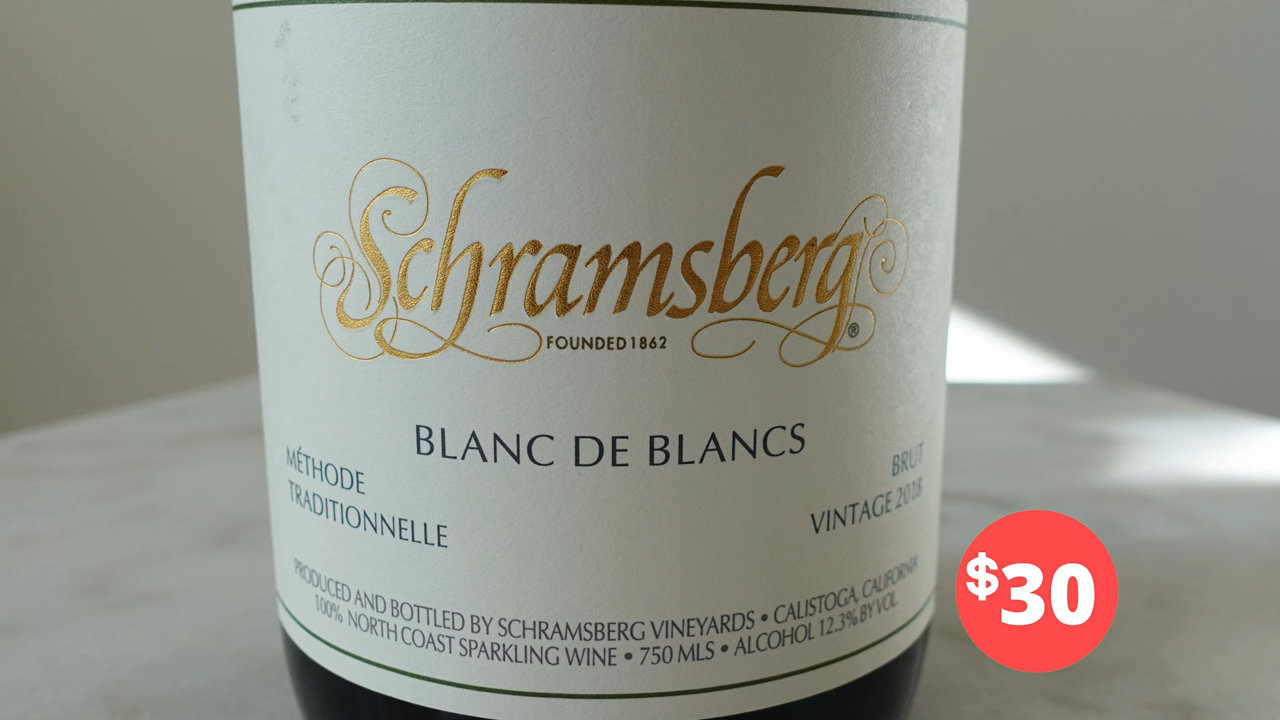 Schramsberg®
FOUNDED 1862
BLANC DE BLANCS
MÉTHODE
TRADITIONNELLE
BRUT
VINTAGE 2018
PRODUCED AND BOTTLED BY SCHRAMSBERG VINEYARDS • CALISTOGA, CALIFORNIA
100% NORTH COAST SPARKLING WINE • 750 MLS • ALCOHOL 12.3% BY VOL.
$30